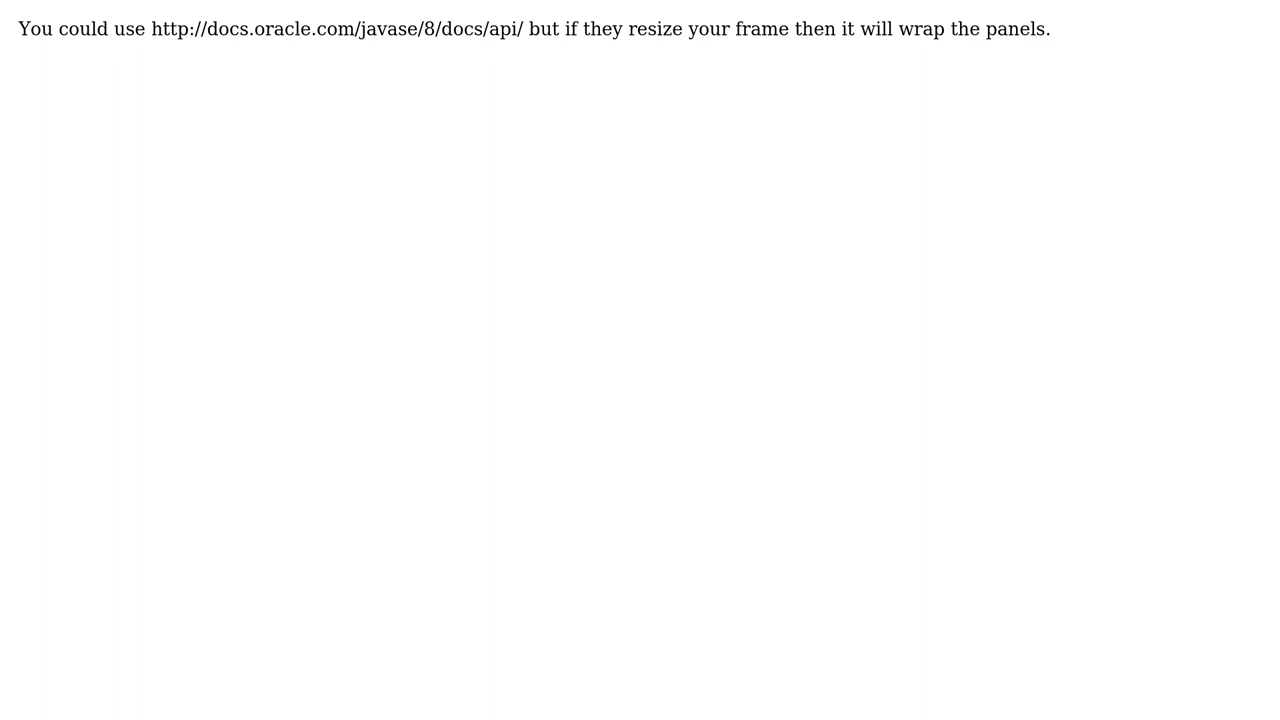 You could use http://docs.oracle.com/javase/8/docs/api/ but if they resize your frame then it will wrap the panels.